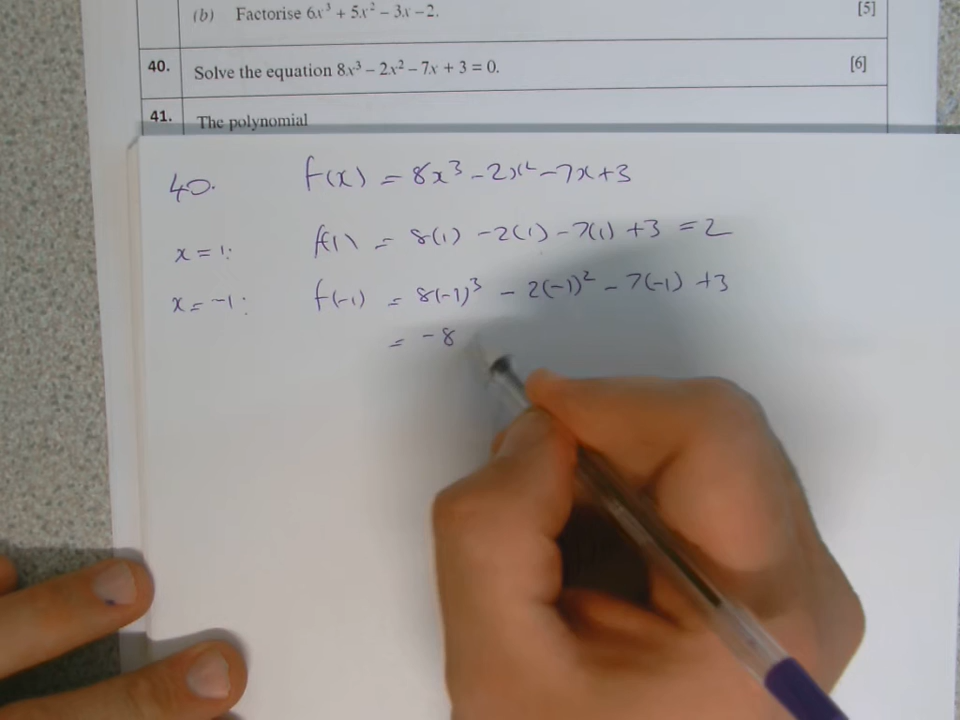 (b) Factorise 6x³ + 5x² – 3x – 2. [5]
40. Solve the equation 8x³ – 2x² – 7x + 3 = 0. [6]
41. The polynomial
40. f(x) = 8x³ - 2x² - 7x + 3
x = 1: f(1) = 8(1) - 2(1) - 7(1) + 3 = 2
x = -1: f(-1) = 8(-1)³ - 2(-1)² - 7(-1) + 3
= -8